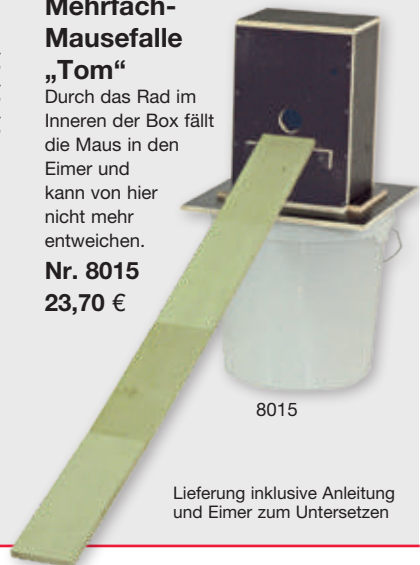 Mehrfach-
Mausefalle
„Tom“
Durch das Rad im
Inneren der Box fällt
die Maus in den
Eimer und
kann von hier
nicht mehr
entweichen.
Nr. 8015
23,70 €
8015
Lieferung inklusive Anleitung
und Eimer zum Untersetzen